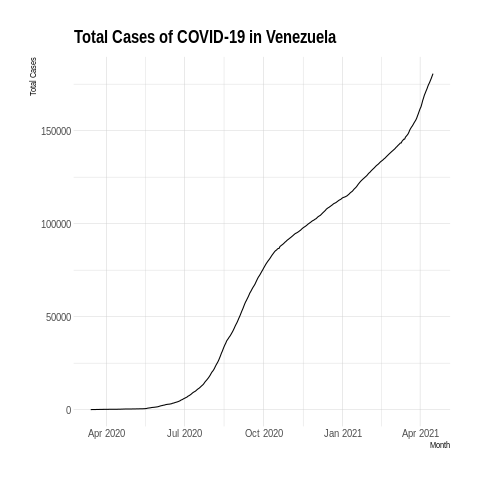 Total Cases of COVID-19 in Venezuela
Total Cases
150000
100000
50000
0
Apr 2020 Jul 2020 Oct 2020 Jan 2021 Apr 2021
Month